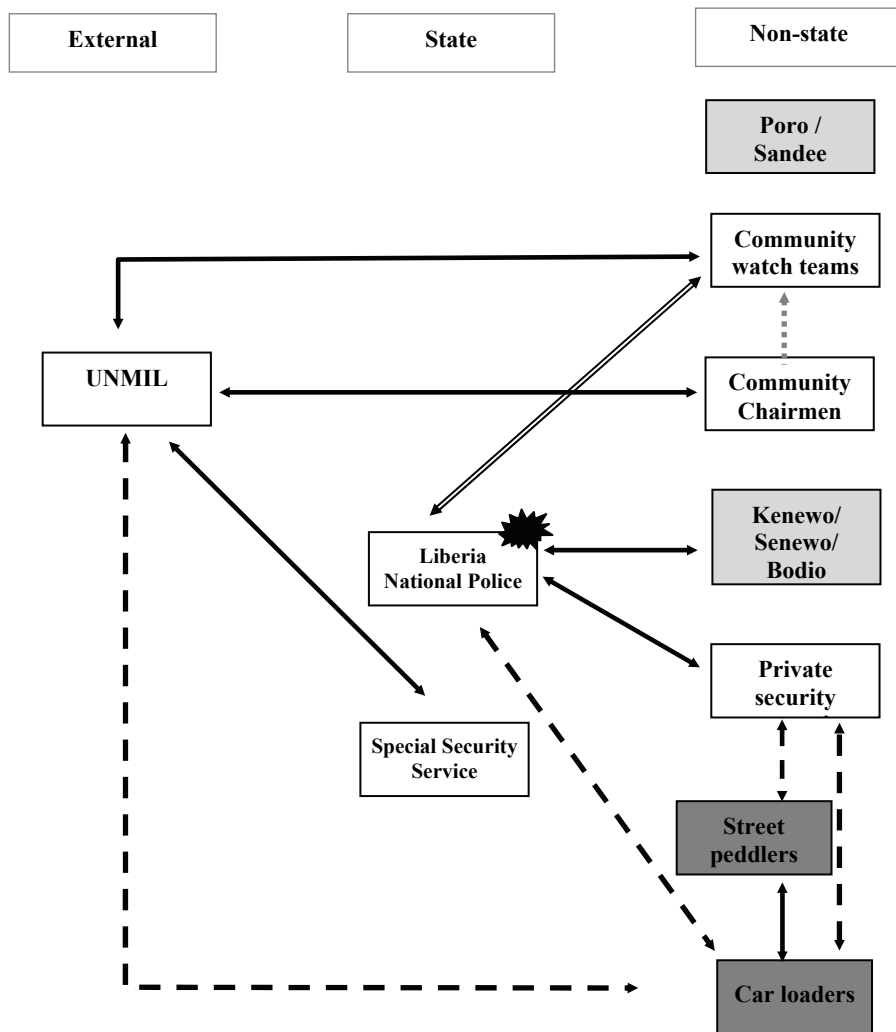 External
State
Non-state
Poro /
Sandee
Community
watch teams
UNMIL
Community
Chairmen
Kenewo/
Senewo/
Bodio
Liberia
National Police
Private
security
Special Security
Service
Street
peddlers
Car loaders